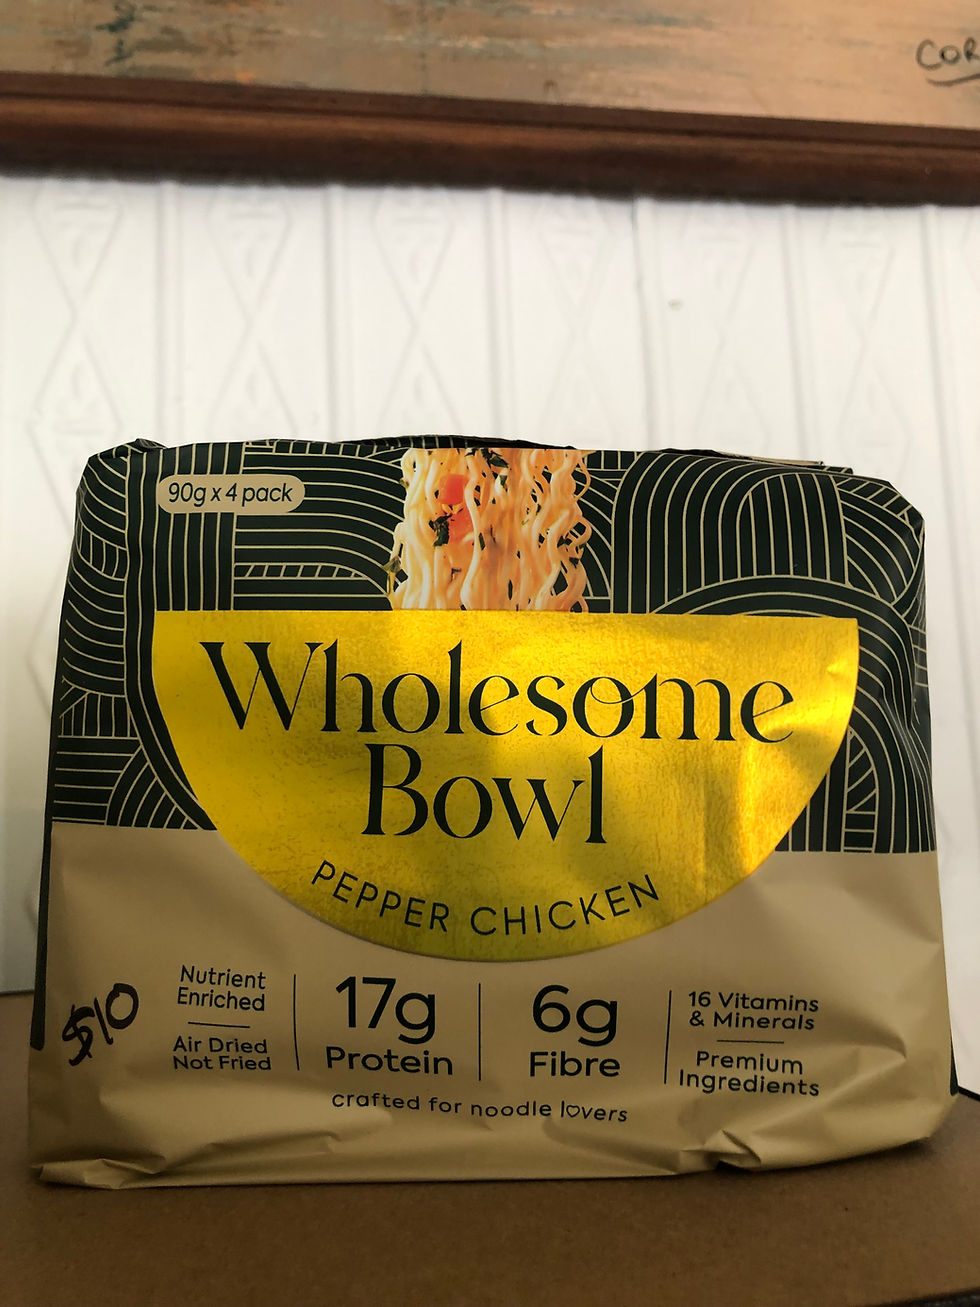 COR
90g x 4 pack
Wholesome
Bowl
PEPPER CHICKEN
$10
Nutrient
Enriched
Air Dried
Not Fried
17g
Protein
6g
Fibre
16 Vitamins
& Minerals
Premium
Ingredients
crafted for noodle lovers